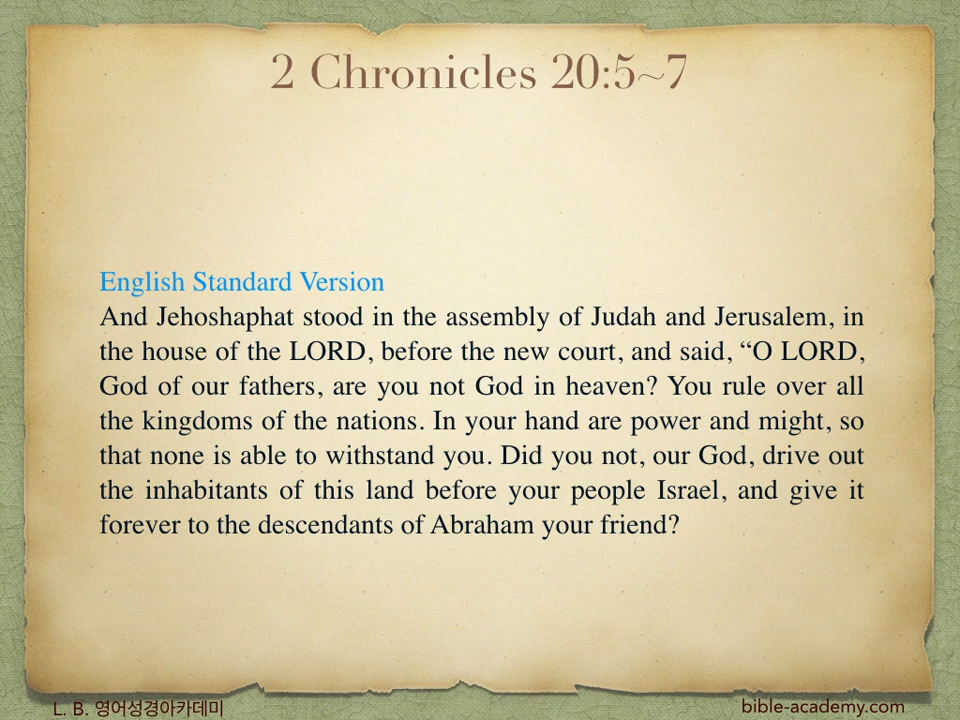 2 Chronicles 20:5~7
English Standard Version
And Jehoshaphat stood in the assembly of Judah and Jerusalem, in
the house of the LORD, before the new court, and said, “O LORD,
God of our fathers, are you not God in heaven? You rule over all
the kingdoms of the nations. In your hand are power and might, so
that none is able to withstand you. Did you not, our God, drive out
the inhabitants of this land before your people Israel, and give it
forever to the descendants of Abraham your friend?
L. B. 영어성경아카데미
bible-academy.com